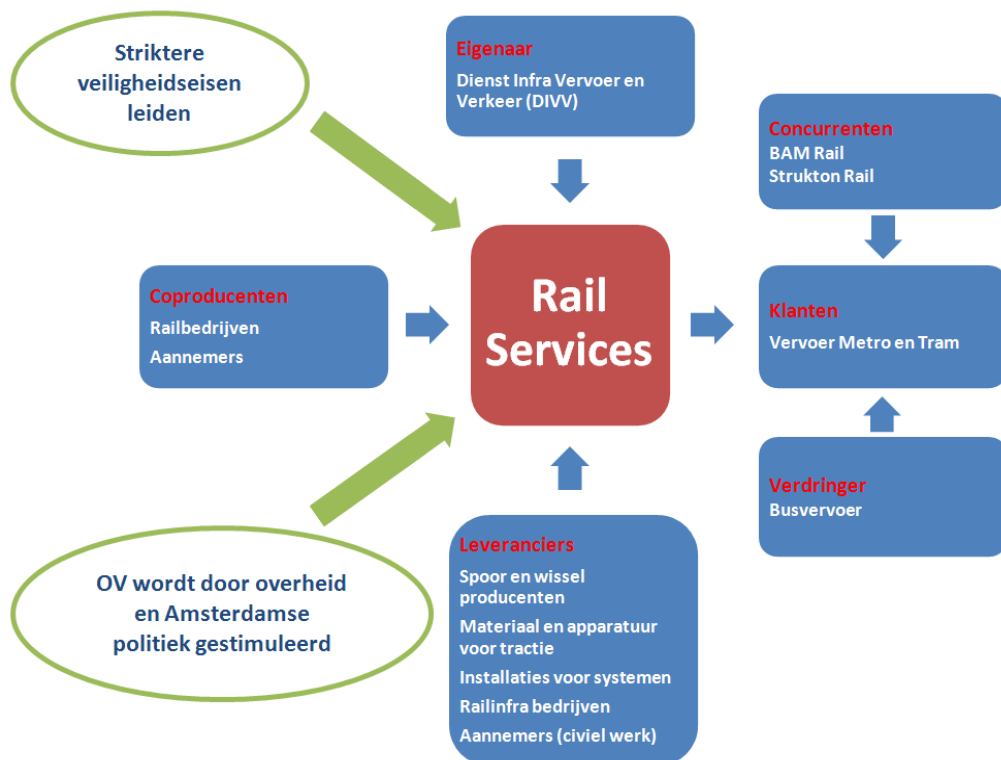 Striktere
veiligheidseisen
leiden
Eigenaar
Dienst Infra Vervoer en
Verkeer (DIVV)
Concurrenten
BAM Rail
Strukton Rail
Coproducenten
Railbedrijven
Aannemers
Rail
Services
Klanten
Vervoer Metro en Tram
Verdringer
Busvervoer
OV wordt door overheid
en Amsterdamse
politiek gestimuleerd
Leveranciers
Spoor en wissel
producenten
Materiaal en apparatuur
voor tractie
Installaties voor systemen
Railinfra bedrijven
Aannemers (civiel werk)